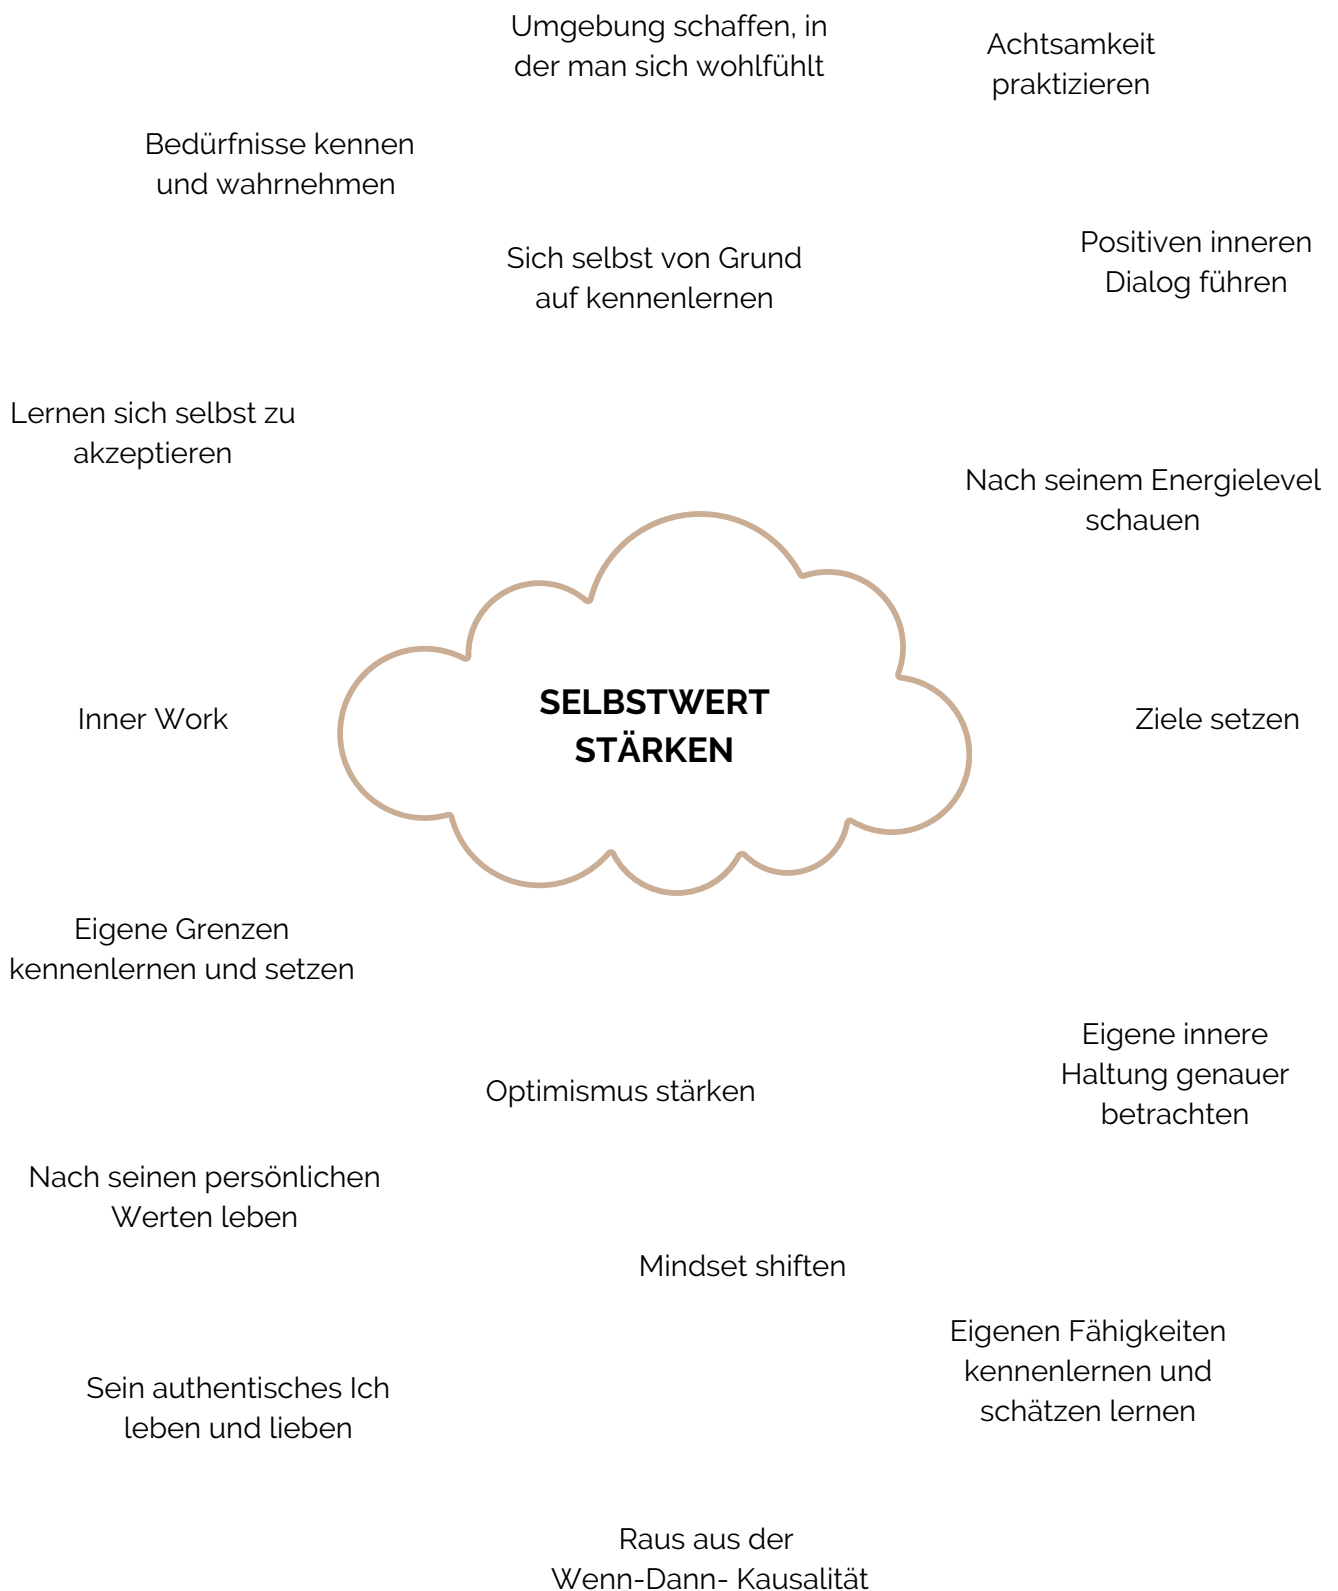 Umgebung schaffen, in
der man sich wohlfühlt
Achtsamkeit
praktizieren
Bedürfnisse kennen
und wahrnehmen
Positiven inneren
Dialog führen
Sich selbst von Grund
auf kennenlernen
Lernen sich selbst zu
akzeptieren
Nach seinem Energielevel
schauen
SELBSTWERT
STÄRKEN
Inner Work
Ziele setzen
Eigene Grenzen
kennenlernen und setzen
Eigene innere
Haltung genauer
betrachten
Optimismus stärken
Nach seinen persönlichen
Werten leben
Mindset shiften
Eigenen Fähigkeiten
kennenlernen und
schätzen lernen
Sein authentisches Ich
leben und lieben
Raus aus der
Wenn-Dann- Kausalität